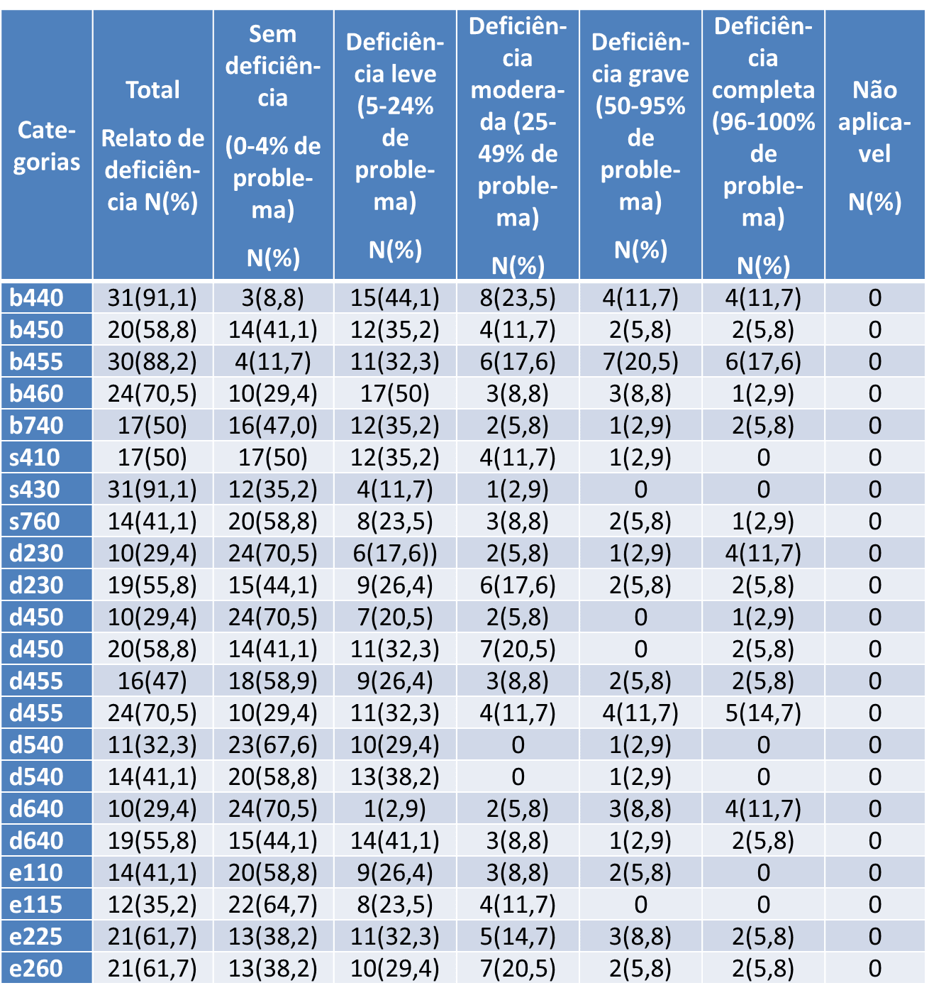 Cate-
gorias
Total
Relato de
deficiên-
cia N(%)
Sem
deficiên-
cia
(0-4% de
proble-
ma)
N(%)
Deficiên-
cia leve
(5-24%
de
proble-
ma)
N(%)
Deficiên-
cia
modera-
da (25-
49% de
proble-
ma)
N(%)
Deficiên-
cia grave
(50-95%
de
proble-
ma)
N(%)
Deficiên-
cia
completa
(96-100%
de
proble-
ma)
N(%)
Não
aplica-
vel
N(%)
b440 31(91,1) 3(8,8) 15(44,1) 8(23,5) 4(11,7) 4(11,7) 0
b450 20(58,8) 14(41,1) 12(35,2) 4(11,7) 2(5,8) 2(5,8) 0
b455 30(88,2) 4(11,7) 11(32,3) 6(17,6) 7(20,5) 6(17,6) 0
b460 24(70,5) 10(29,4) 17(50) 3(8,8) 3(8,8) 1(2,9) 0
b740 17(50) 16(47,0) 12(35,2) 2(5,8) 1(2,9) 2(5,8) 0
s410 17(50) 17(50) 12(35,2) 4(11,7) 1(2,9) 0 0
s430 31(91,1) 12(35,2) 4(11,7) 1(2,9) 0 0 0
s760 14(41,1) 20(58,8) 8(23,5) 3(8,8) 2(5,8) 1(2,9) 0
d230 10(29,4) 24(70,5) 6(17,6)) 2(5,8) 1(2,9) 4(11,7) 0
d230 19(55,8) 15(44,1) 9(26,4) 6(17,6) 2(5,8) 2(5,8) 0
d450 10(29,4) 24(70,5) 7(20,5) 2(5,8) 0 1(2,9) 0
d450 20(58,8) 14(41,1) 11(32,3) 7(20,5) 0 2(5,8) 0
d455 16(47) 18(58,9) 9(26,4) 3(8,8) 2(5,8) 2(5,8) 0
d455 24(70,5) 10(29,4) 11(32,3) 4(11,7) 4(11,7) 5(14,7) 0
d540 11(32,3) 23(67,6) 10(29,4) 0 1(2,9) 0 0
d540 14(41,1) 20(58,8) 13(38,2) 0 1(2,9) 0 0
d640 10(29,4) 24(70,5) 1(2,9) 2(5,8) 3(8,8) 4(11,7) 0
d640 19(55,8) 15(44,1) 14(41,1) 3(8,8) 1(2,9) 2(5,8) 0
e110 14(41,1) 20(58,8) 9(26,4) 3(8,8) 2(5,8) 0 0
e115 12(35,2) 22(64,7) 8(23,5) 4(11,7) 0 0 0
e225 21(61,7) 13(38,2) 11(32,3) 5(14,7) 3(8,8) 2(5,8) 0
e260 21(61,7) 13(38,2) 10(29,4) 7(20,5) 2(5,8) 2(5,8) 0